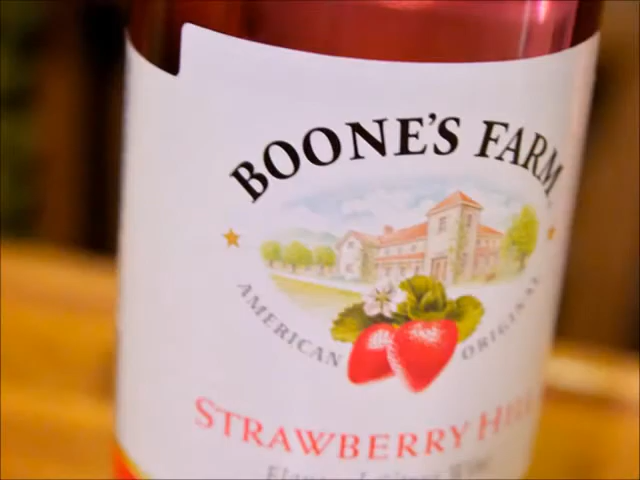 BOONE'S FARM
AMERICAN ORIGINAL
STRAWBERRY HILL